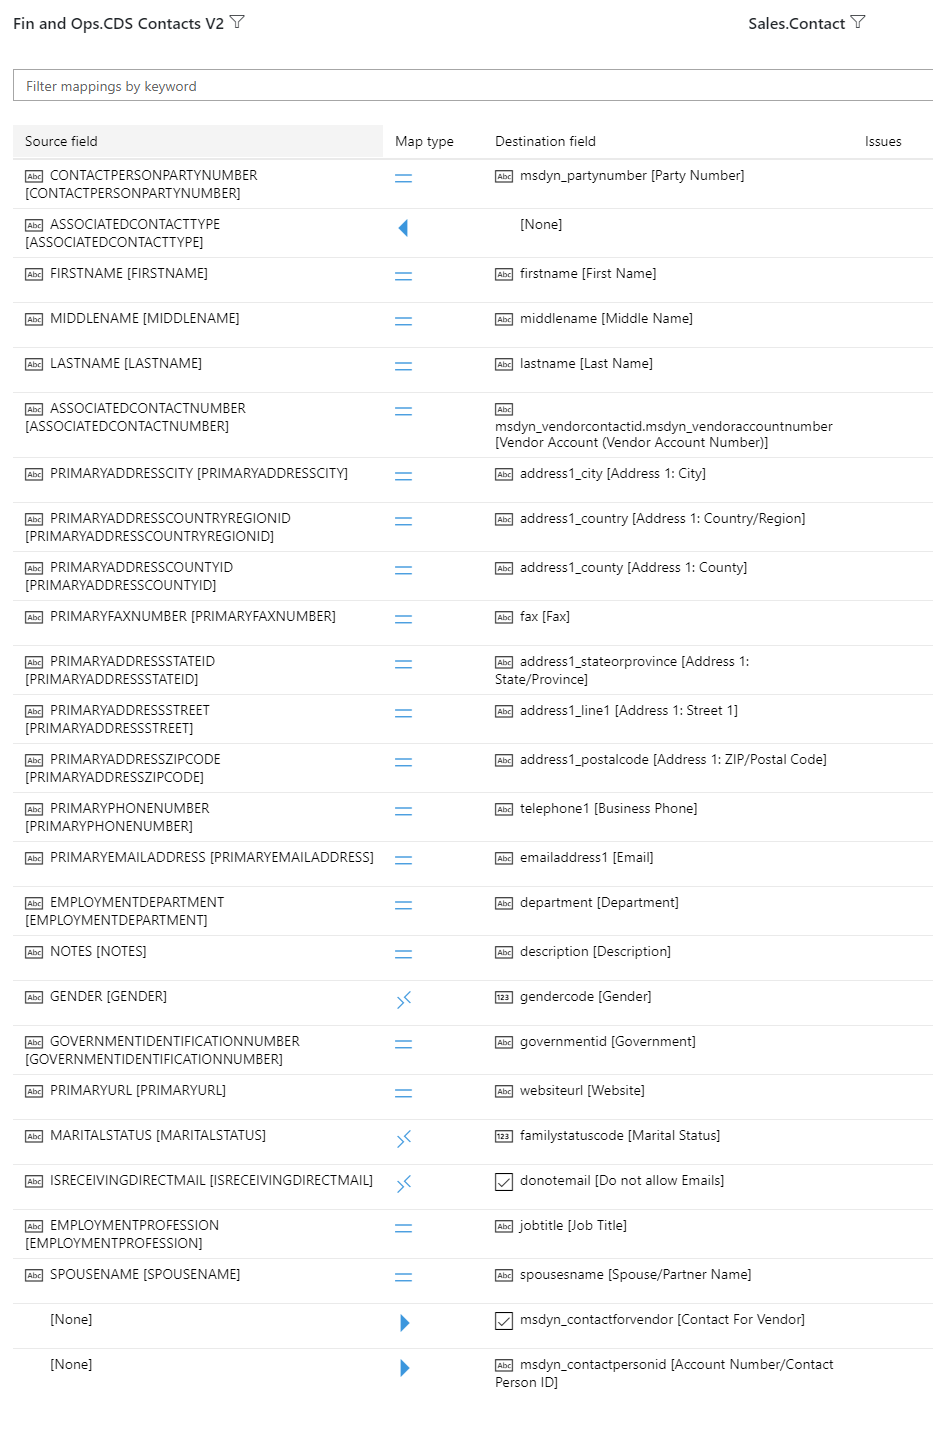 Fin and Ops.CDS Contacts V2 Sales.Contact
Filter mappings by keyword
Source field Map type Destination field Issues
Abc CONTACTPERSONPARTYNUMBER Abc msdyn_partynumber [Party Number]
[CONTACTPERSONPARTYNUMBER]
Abc ASSOCIATEDCONTACTTYPE [None]
[ASSOCIATEDCONTACTTYPE]
Abc FIRSTNAME [FIRSTNAME] Abc firstname [First Name]
Abc MIDDLENAME [MIDDLENAME] Abc middlename [Middle Name]
Abc LASTNAME [LASTNAME] Abc lastname [Last Name]
Abc ASSOCIATEDCONTACTNUMBER Abc
[ASSOCIATEDCONTACTNUMBER] msdyn_vendorcontactid.msdyn_vendoraccountnumber
[Vendor Account (Vendor Account Number)]
Abc PRIMARYADDRESSCITY [PRIMARYADDRESSCITY] Abc address1_city [Address 1: City]
Abc PRIMARYADDRESSCOUNTRYREGIONID Abc address1_country [Address 1: Country/Region]
[PRIMARYADDRESSCOUNTRYREGIONID]
Abc PRIMARYADDRESSCOUNTYID Abc address1_county [Address 1: County]
[PRIMARYADDRESSCOUNTYID]
Abc PRIMARYFAXNUMBER [PRIMARYFAXNUMBER] Abc fax [Fax]
Abc PRIMARYADDRESSSTATEID Abc address1_stateorprovince [Address 1:
[PRIMARYADDRESSSTATEID] State/Province]
Abc PRIMARYADDRESSSTREET Abc address1_line1 [Address 1: Street 1]
[PRIMARYADDRESSSTREET]
Abc PRIMARYADDRESSZIPCODE Abc address1_postalcode [Address 1: ZIP/Postal Code]
[PRIMARYADDRESSZIPCODE]
Abc PRIMARYPHONENUMBER Abc telephone1 [Business Phone]
[PRIMARYPHONENUMBER]
Abc PRIMARYEMAILADDRESS [PRIMARYEMAILADDRESS] Abc emailaddress1 [Email]
Abc EMPLOYMENTDEPARTMENT Abc department [Department]
[EMPLOYMENTDEPARTMENT]
Abc NOTES [NOTES] Abc description [Description]
Abc GENDER [GENDER] 123 gendercode [Gender]
Abc GOVERNMENTIDENTIFICATIONNUMBER Abc governmentid [Government]
[GOVERNMENTIDENTIFICATIONNUMBER]
Abc PRIMARYURL [PRIMARYURL] Abc websiteurl [Website]
Abc MARITALSTATUS [MARITALSTATUS] 123 familystatuscode [Marital Status]
Abc ISRECEIVINGDIRECTMAIL [ISRECEIVINGDIRECTMAIL] donotemail [Do not allow Emails]
Abc EMPLOYMENTPROFESSION Abc jobtitle [Job Title]
[EMPLOYMENTPROFESSION]
Abc SPOUSENAME [SPOUSENAME] Abc spousesname [Spouse/Partner Name]
[None] msdyn_contactforvendor [Contact For Vendor]
[None] Abc msdyn_contactpersonid [Account Number/Contact
Person ID]